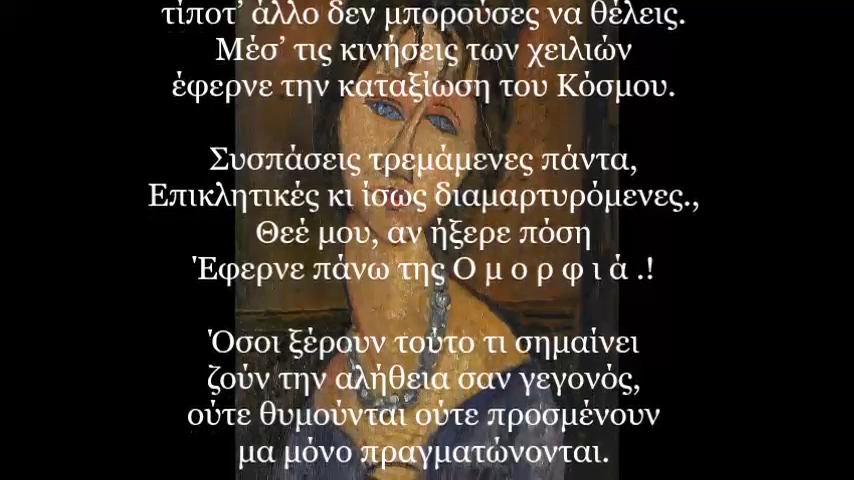 τίποτ’ άλλο δεν μπορούσες να θέλεις.
Μέσ’ τις κινήσεις των χειλιών
έφερνε την καταξίωση του Κόσμου.
Συσπάσεις τρεμάμενες πάντα,
Επικλητικές κι ίσως διαμαρτυρόμενες.,
Θεέ μου, αν ήξερε πόση
Έφερνε πάνω της Ο μ ο ρ φ ι ά .!
Όσοι ξέρουν τούτο τι σημαίνει
ζούν την αλήθεια σαν γεγονός,
ούτε θυμούνται ούτε προσμένουν
μα μόνο πραγματώνονται.